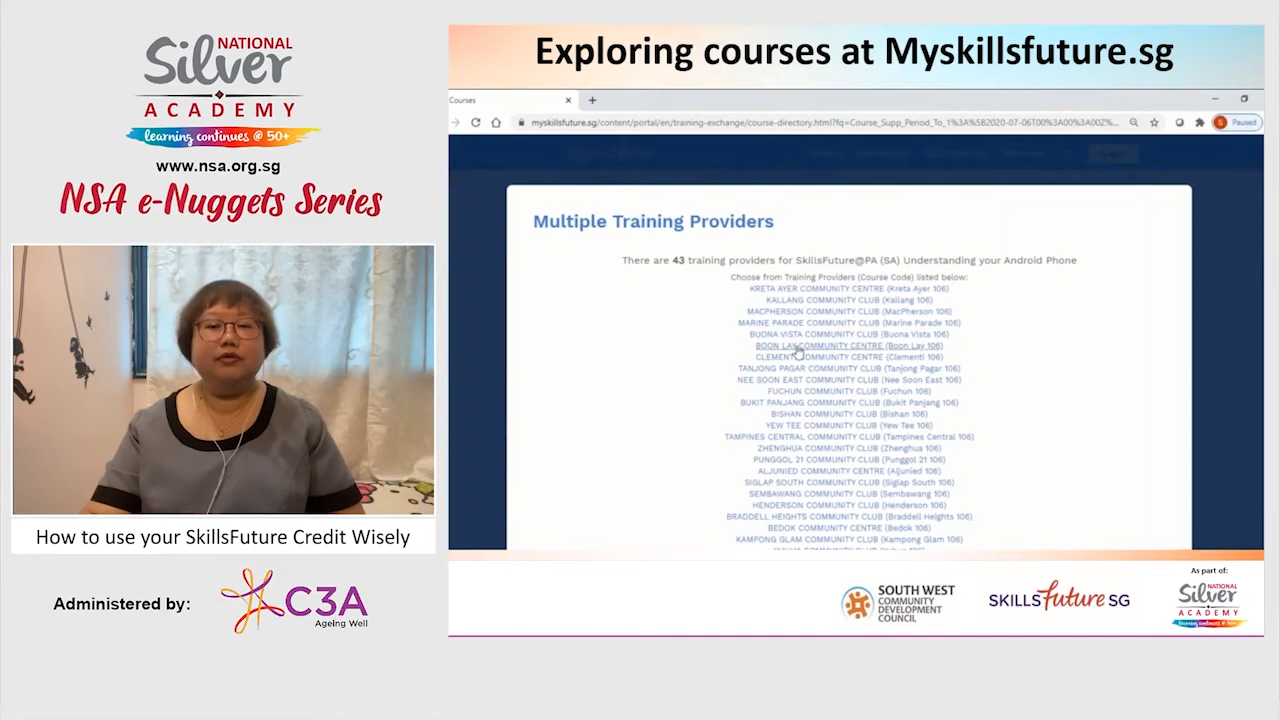 NATIONAL
Silver
ACADEMY
learning continues @ 50+
www.nsa.org.sg
NSA e-Nuggets Series
How to use your SkillsFuture Credit Wisely
Administered by:
C3A
Ageing Well
Exploring courses at Myskillsfuture.sg
Courses
myskillsfuture.sg/content/portal/en/training-exchange/course-directory.html?fq=Course_Supp_Period_To_1%3A%5B2020-07-06T00%3A00%3A00Z%...
S Paused
Multiple Training Providers
There are 43 training providers for SkillsFuture@PA (SA) Understanding your Android Phone
Choose from Training Providers (Course Code) listed below:
KRETA AYER COMMUNITY CENTRE (Kreta Ayer 106)
KALLANG COMMUNITY CLUB (Kallang 106)
MACPHERSON COMMUNITY CLUB (MacPherson 106)
MARINE PARADE COMMUNITY CLUB (Marine Parade 106)
BUONA VISTA COMMUNITY CLUB (Buona Vista 106)
BOON LAY COMMUNITY CENTRE (Boon Lay 106)
CLEMENTI COMMUNITY CENTRE (Clementi 106)
TANJONG PAGAR COMMUNITY CLUB (Tanjong Pagar 106)
NEE SOON EAST COMMUNITY CLUB (Nee Soon East 106)
FUCHUN COMMUNITY CLUB (Fuchun 106)
BUKIT PANJANG COMMUNITY CLUB (Bukit Panjang 106)
BISHAN COMMUNITY CLUB (Bishan 106)
YEW TEE COMMUNITY CLUB (Yew Tee 106)
TAMPINES CENTRAL COMMUNITY CLUB (Tampines Central 106)
ZHENGHUA COMMUNITY CLUB (Zhenghua 106)
PUNGGOL 21 COMMUNITY CLUB (Punggol 21 106)
ALJUNIED COMMUNITY CENTRE (Aljunied 106)
SIGLAP SOUTH COMMUNITY CLUB (Siglap South 106)
SEMBAWANG COMMUNITY CLUB (Sembawang 106)
HENDERSON COMMUNITY CLUB (Henderson 106)
BRADDELL HEIGHTS COMMUNITY CLUB (Braddell Heights 106)
BEDOK COMMUNITY CENTRE (Bedok 106)
KAMPONG GLAM COMMUNITY CLUB (Kampong Glam 106)
SOUTH WEST
COMMUNITY
DEVELOPMENT
COUNCIL
SKILLSfuture SG
As part of:
NATIONAL
Silver
ACADEMY
learning continues @ 50+